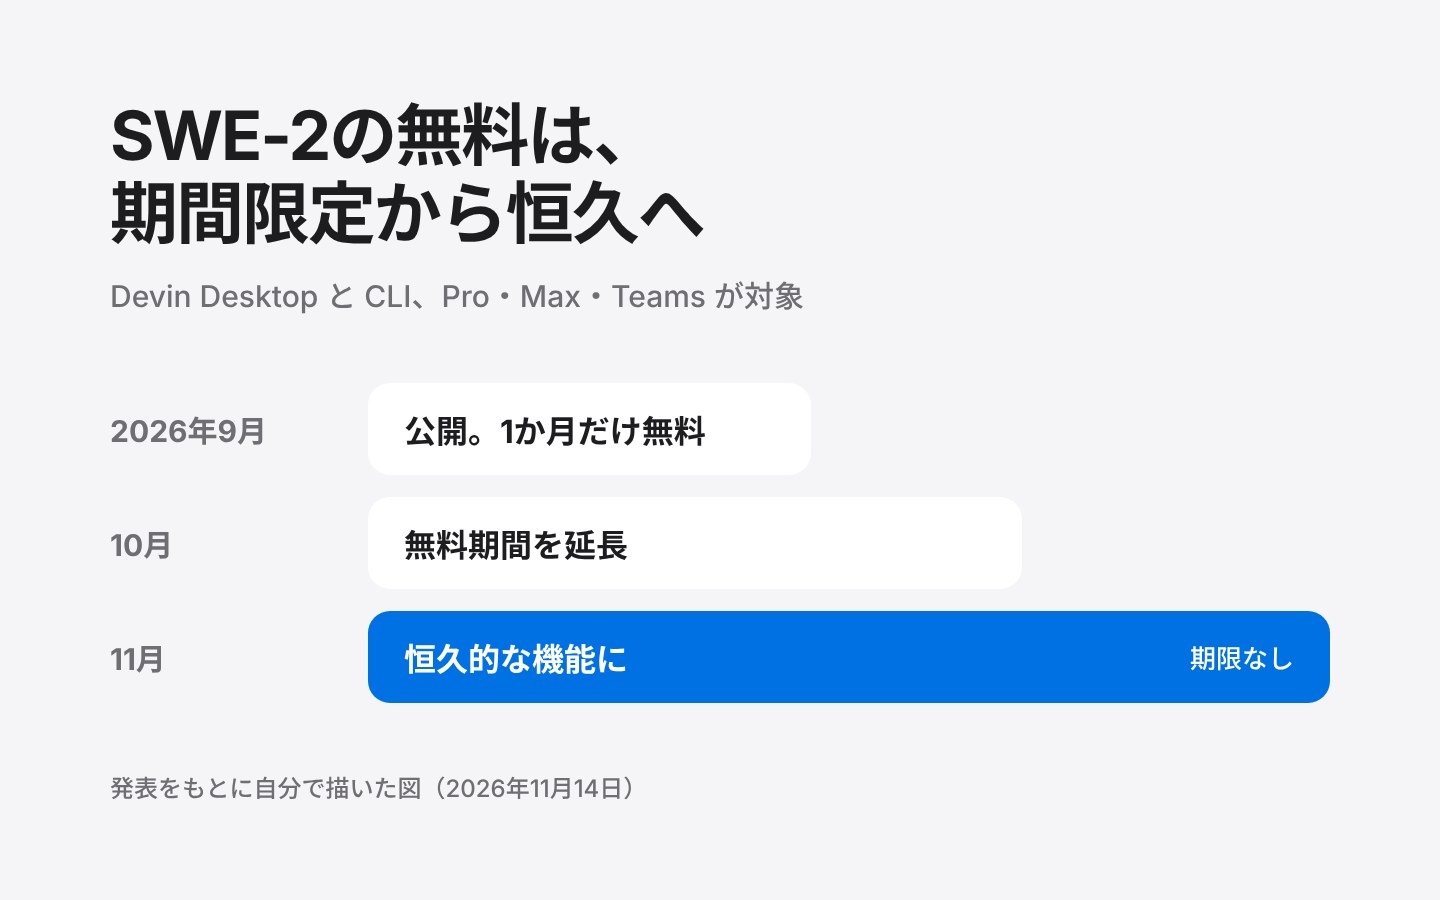 SWE-2の無料は、
期間限定から恒久へ
Devin Desktop と CLI、Pro・Max・Teams が対象
2026年9月
公開。1か月だけ無料
10月
無料期間を延長
11月
恒久的な機能に
期限なし
発表をもとに自分で描いた図（2026年11月14日）